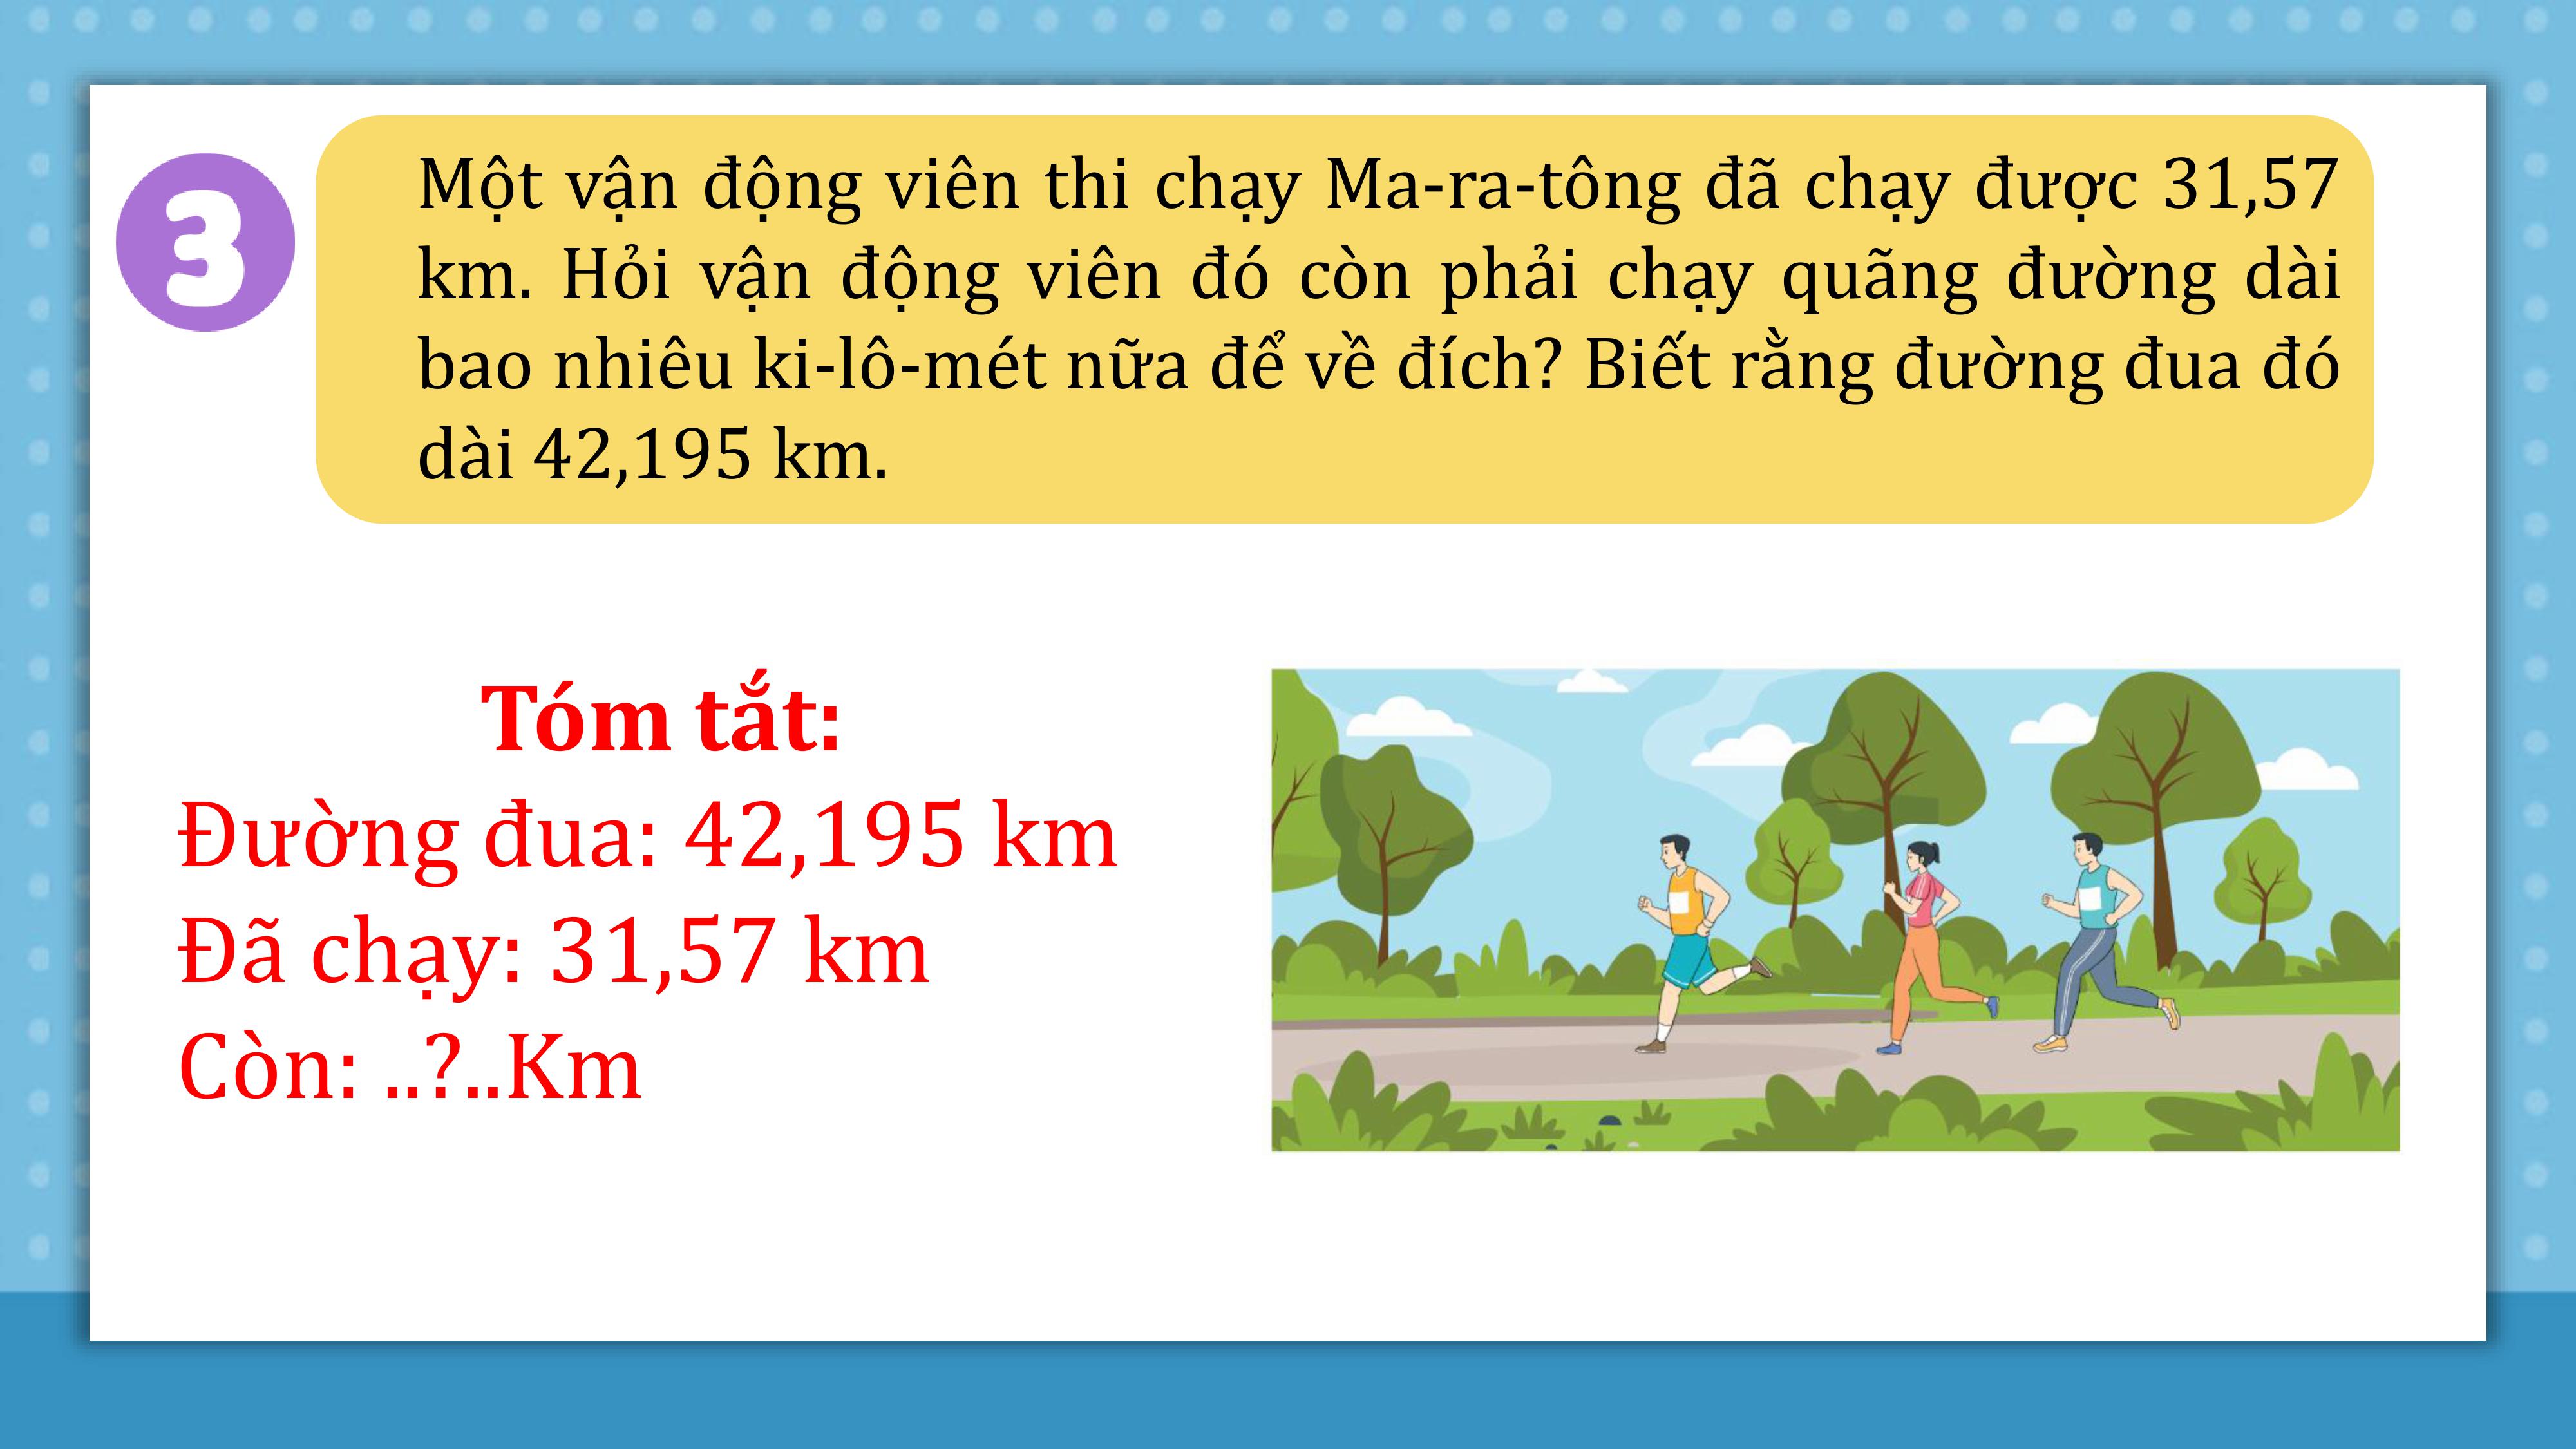 3
Một vận động viên thi chạy Ma-ra-tông đã chạy được 31,57
km. Hỏi vận động viên đó còn phải chạy quãng đường dài
bao nhiêu ki-lô-mét nữa để về đích? Biết rằng đường đua đó
dài 42,195 km.
Tóm tắt:
Đường đua: 42,195 km
Đã chạy: 31,57 km
Còn: ..?..Km